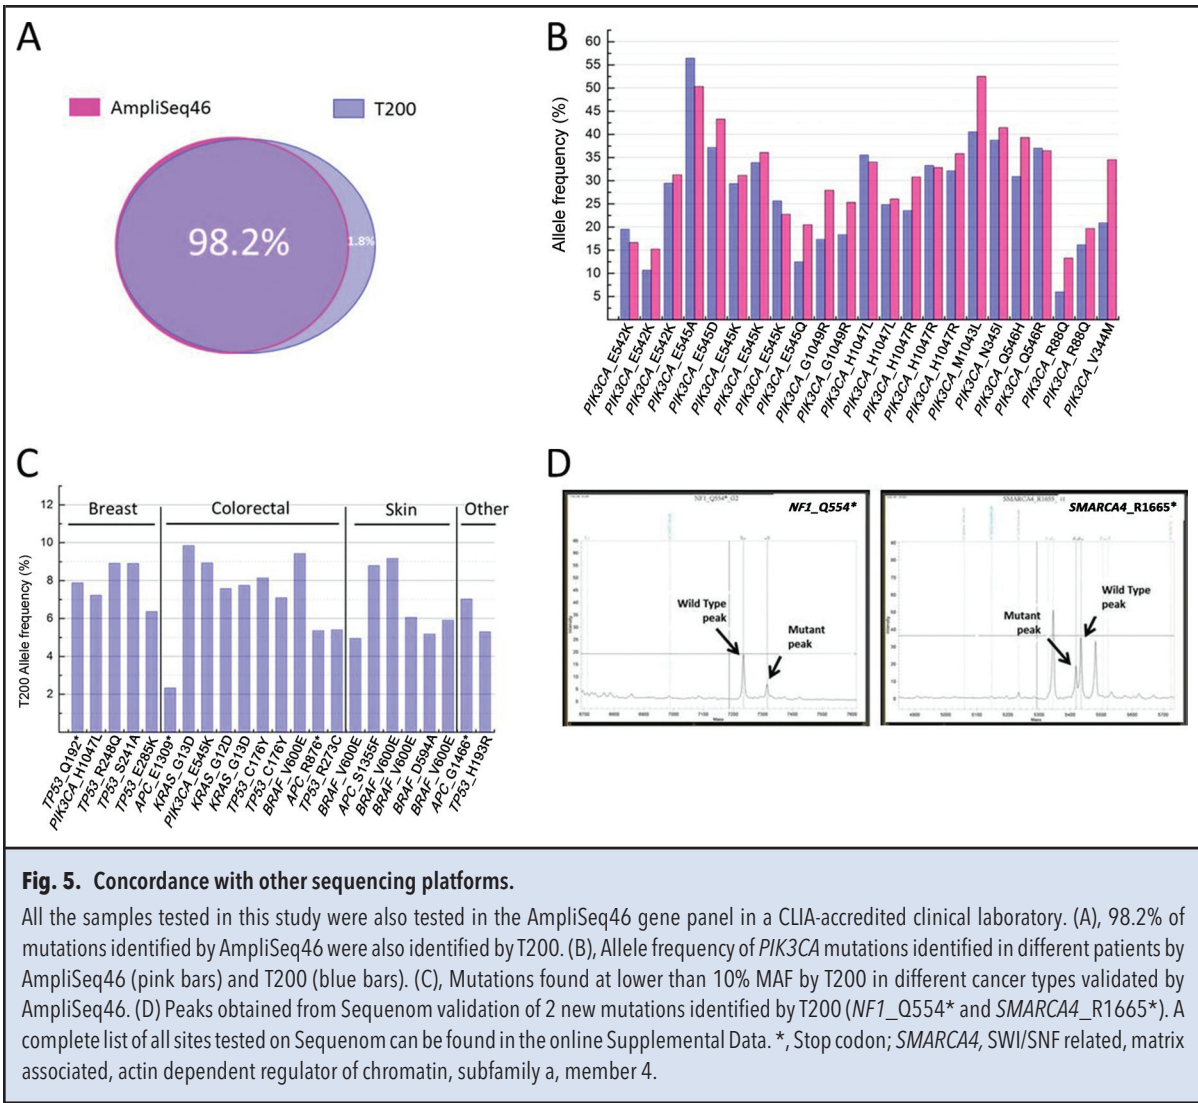 A
AmpliSeq46
T200
98.2%
1.8%
B
Allele frequency (%)
60
55
50
45
40
35
30
25
20
15
10
5
PIK3CA_E542K
PIK3CA_E542K
PIK3CA_E542K
PIK3CA_E545A
PIK3CA_E545D
PIK3CA_E545K
PIK3CA_E545K
PIK3CA_E545K
PIK3CA_E545Q
PIK3CA_G1049R
PIK3CA_G1049R
PIK3CA_H1047L
PIK3CA_H1047L
PIK3CA_H1047R
PIK3CA_H1047R
PIK3CA_H1047R
PIK3CA_M1043L
PIK3CA_N345I
PIK3CA_Q546H
PIK3CA_Q546R
PIK3CA_R88Q
PIK3CA_R88Q
PIK3CA_V344M
C
T200 Allele frequency (%)
12
10
8
6
4
2
Breast
Colorectal
Skin
Other
TP53_Q192*
PIK3CA_H1047L
TP53_R248Q
TP53_S241A
TP53_E285K
APC_E1309*
KRAS_G13D
PIK3CA_E545K
KRAS_G12D
KRAS_G13D
TP53_C176Y
TP53_C176Y
BRAF_V600E
APC_R876*
TP53_R273C
BRAF_V600E
APC_S1355F
BRAF_V600E
BRAF_V600E
BRAF_D594A
BRAF_V600E
APC_G1466*
TP53_H193R
D
NF1_Q554*_G2
NF1_Q554*
Wild Type
peak
Mutant
peak
SMARCA4_R1665*
Mutant
peak
Wild Type
peak
Fig. 5. Concordance with other sequencing platforms.
All the samples tested in this study were also tested in the AmpliSeq46 gene panel in a CLIA-accredited clinical laboratory. (A), 98.2% of
mutations identified by AmpliSeq46 were also identified by T200. (B), Allele frequency of PIK3CA mutations identified in different patients by
AmpliSeq46 (pink bars) and T200 (blue bars). (C), Mutations found at lower than 10% MAF by T200 in different cancer types validated by
AmpliSeq46. (D) Peaks obtained from Sequenom validation of 2 new mutations identified by T200 (NF1_Q554* and SMARCA4_R1665*). A
complete list of all sites tested on Sequenom can be found in the online Supplemental Data. *, Stop codon; SMARCA4, SWI/SNF related, matrix
associated, actin dependent regulator of chromatin, subfamily a, member 4.